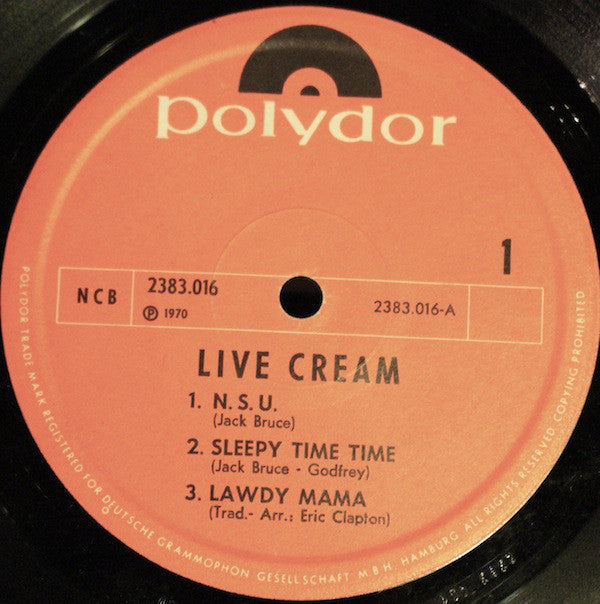 polydor
1
NCB
2383.016
℗ 1970
2383.016-A
LIVE CREAM
1. N.S.U.
(Jack Bruce)
2. SLEEPY TIME TIME
(Jack Bruce - Godfrey)
3. LAWDY MAMA
(Trad.- Arr.: Eric Clapton)
POLYDOR TRADE MARK REGISTERED FOR DEUTSCHE GRAMMOPHON GESELLSCHAFT M B H. HAMBURG. ALL RIGHTS RESERVED. COPYING PROHIBITED